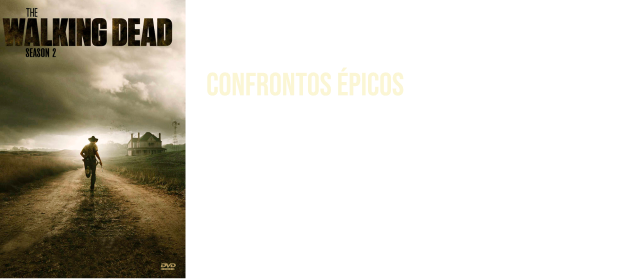 THE
WALKING DEAD
SEASON 2
CONFRONTOS ÉPICOS
DVD